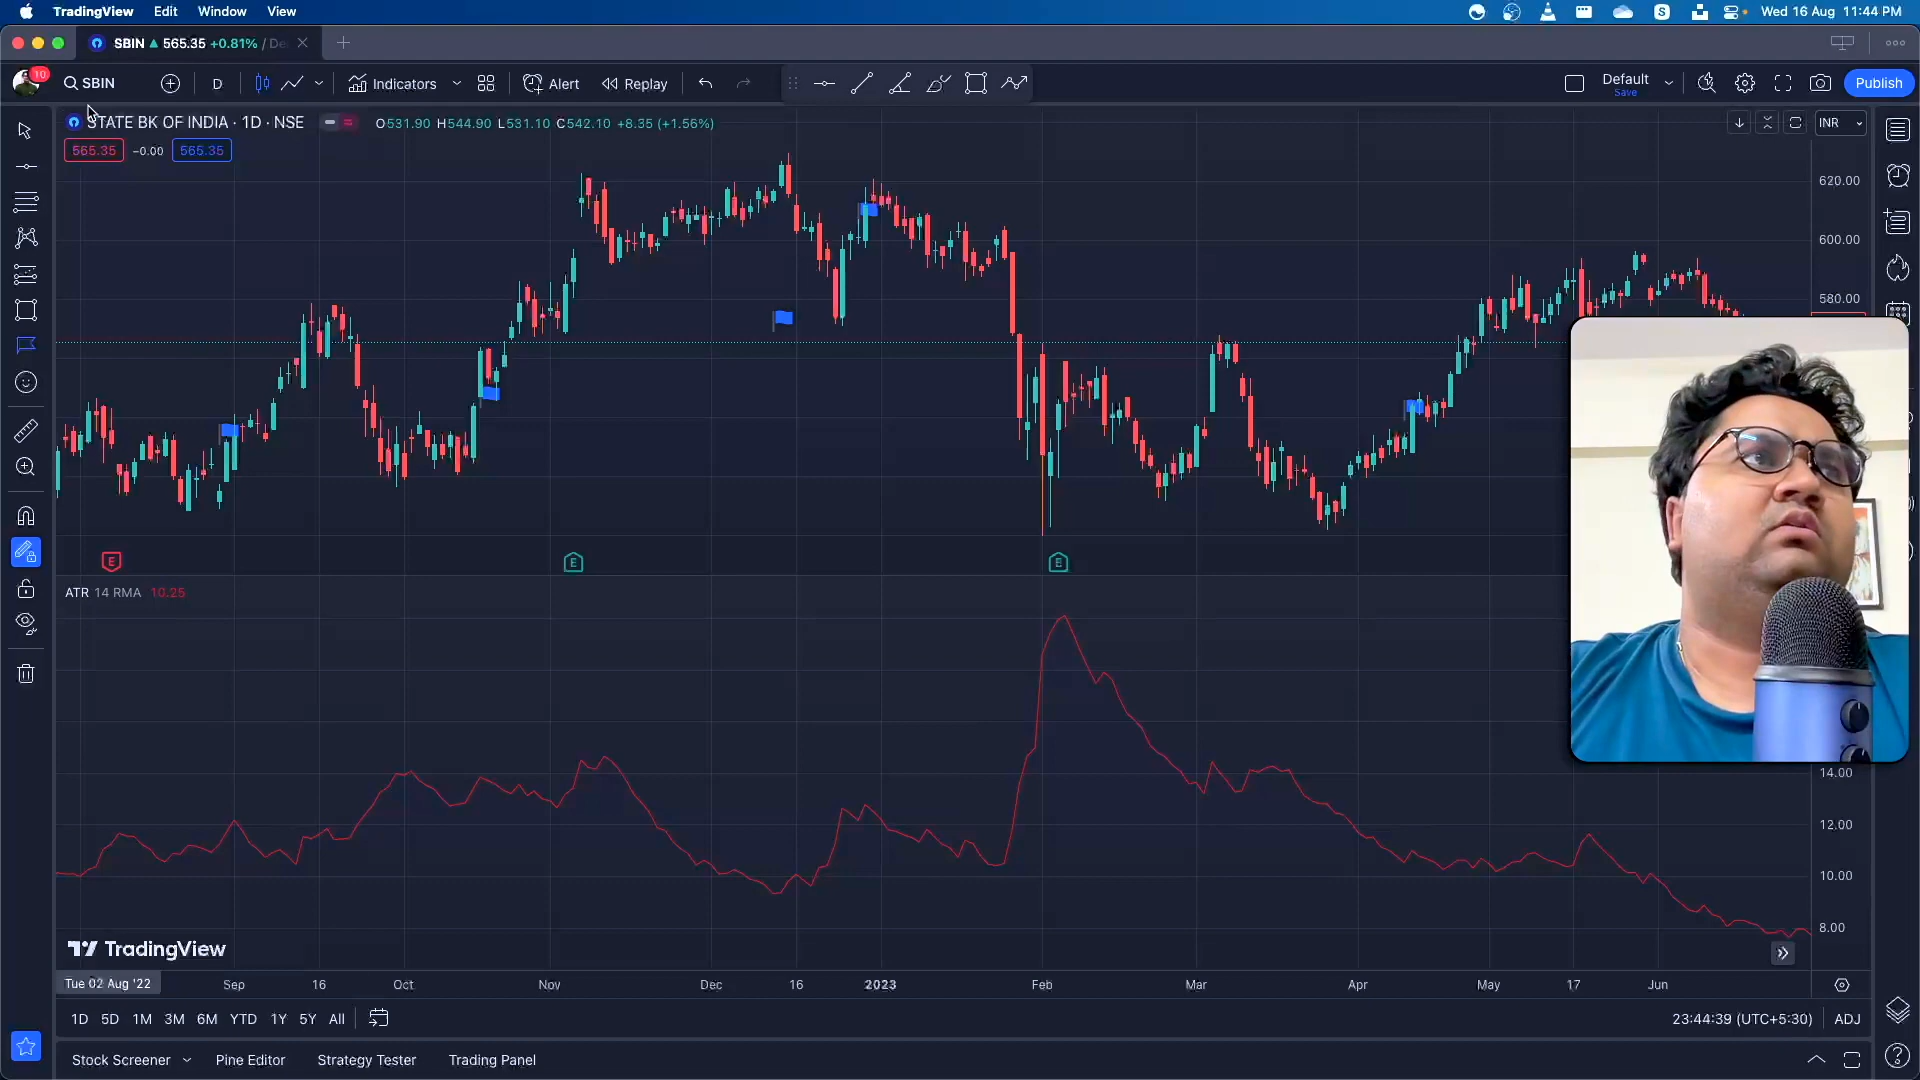 TradingView Edit Window View
Wed 16 Aug 11:44 PM
SBIN 565.35 +0.81% / De
10
SBIN D Indicators Alert Replay
Default
Save
Publish
STATE BK OF INDIA · 1D · NSE O531.90 H544.90 L531.10 C542.10 +8.35 (+1.56%)
INR
565.35 −0.00 565.35
620.00
600.00
580.00
E E E
ATR 14 RMA 10.25
14.00
12.00
10.00
8.00
TradingView
Tue 02 Aug '22 Sep 16 Oct Nov Dec 16 2023 Feb Mar Apr May 17 Jun
1D 5D 1M 3M 6M YTD 1Y 5Y All
23:44:39 (UTC+5:30) ADJ
Stock Screener Pine Editor Strategy Tester Trading Panel